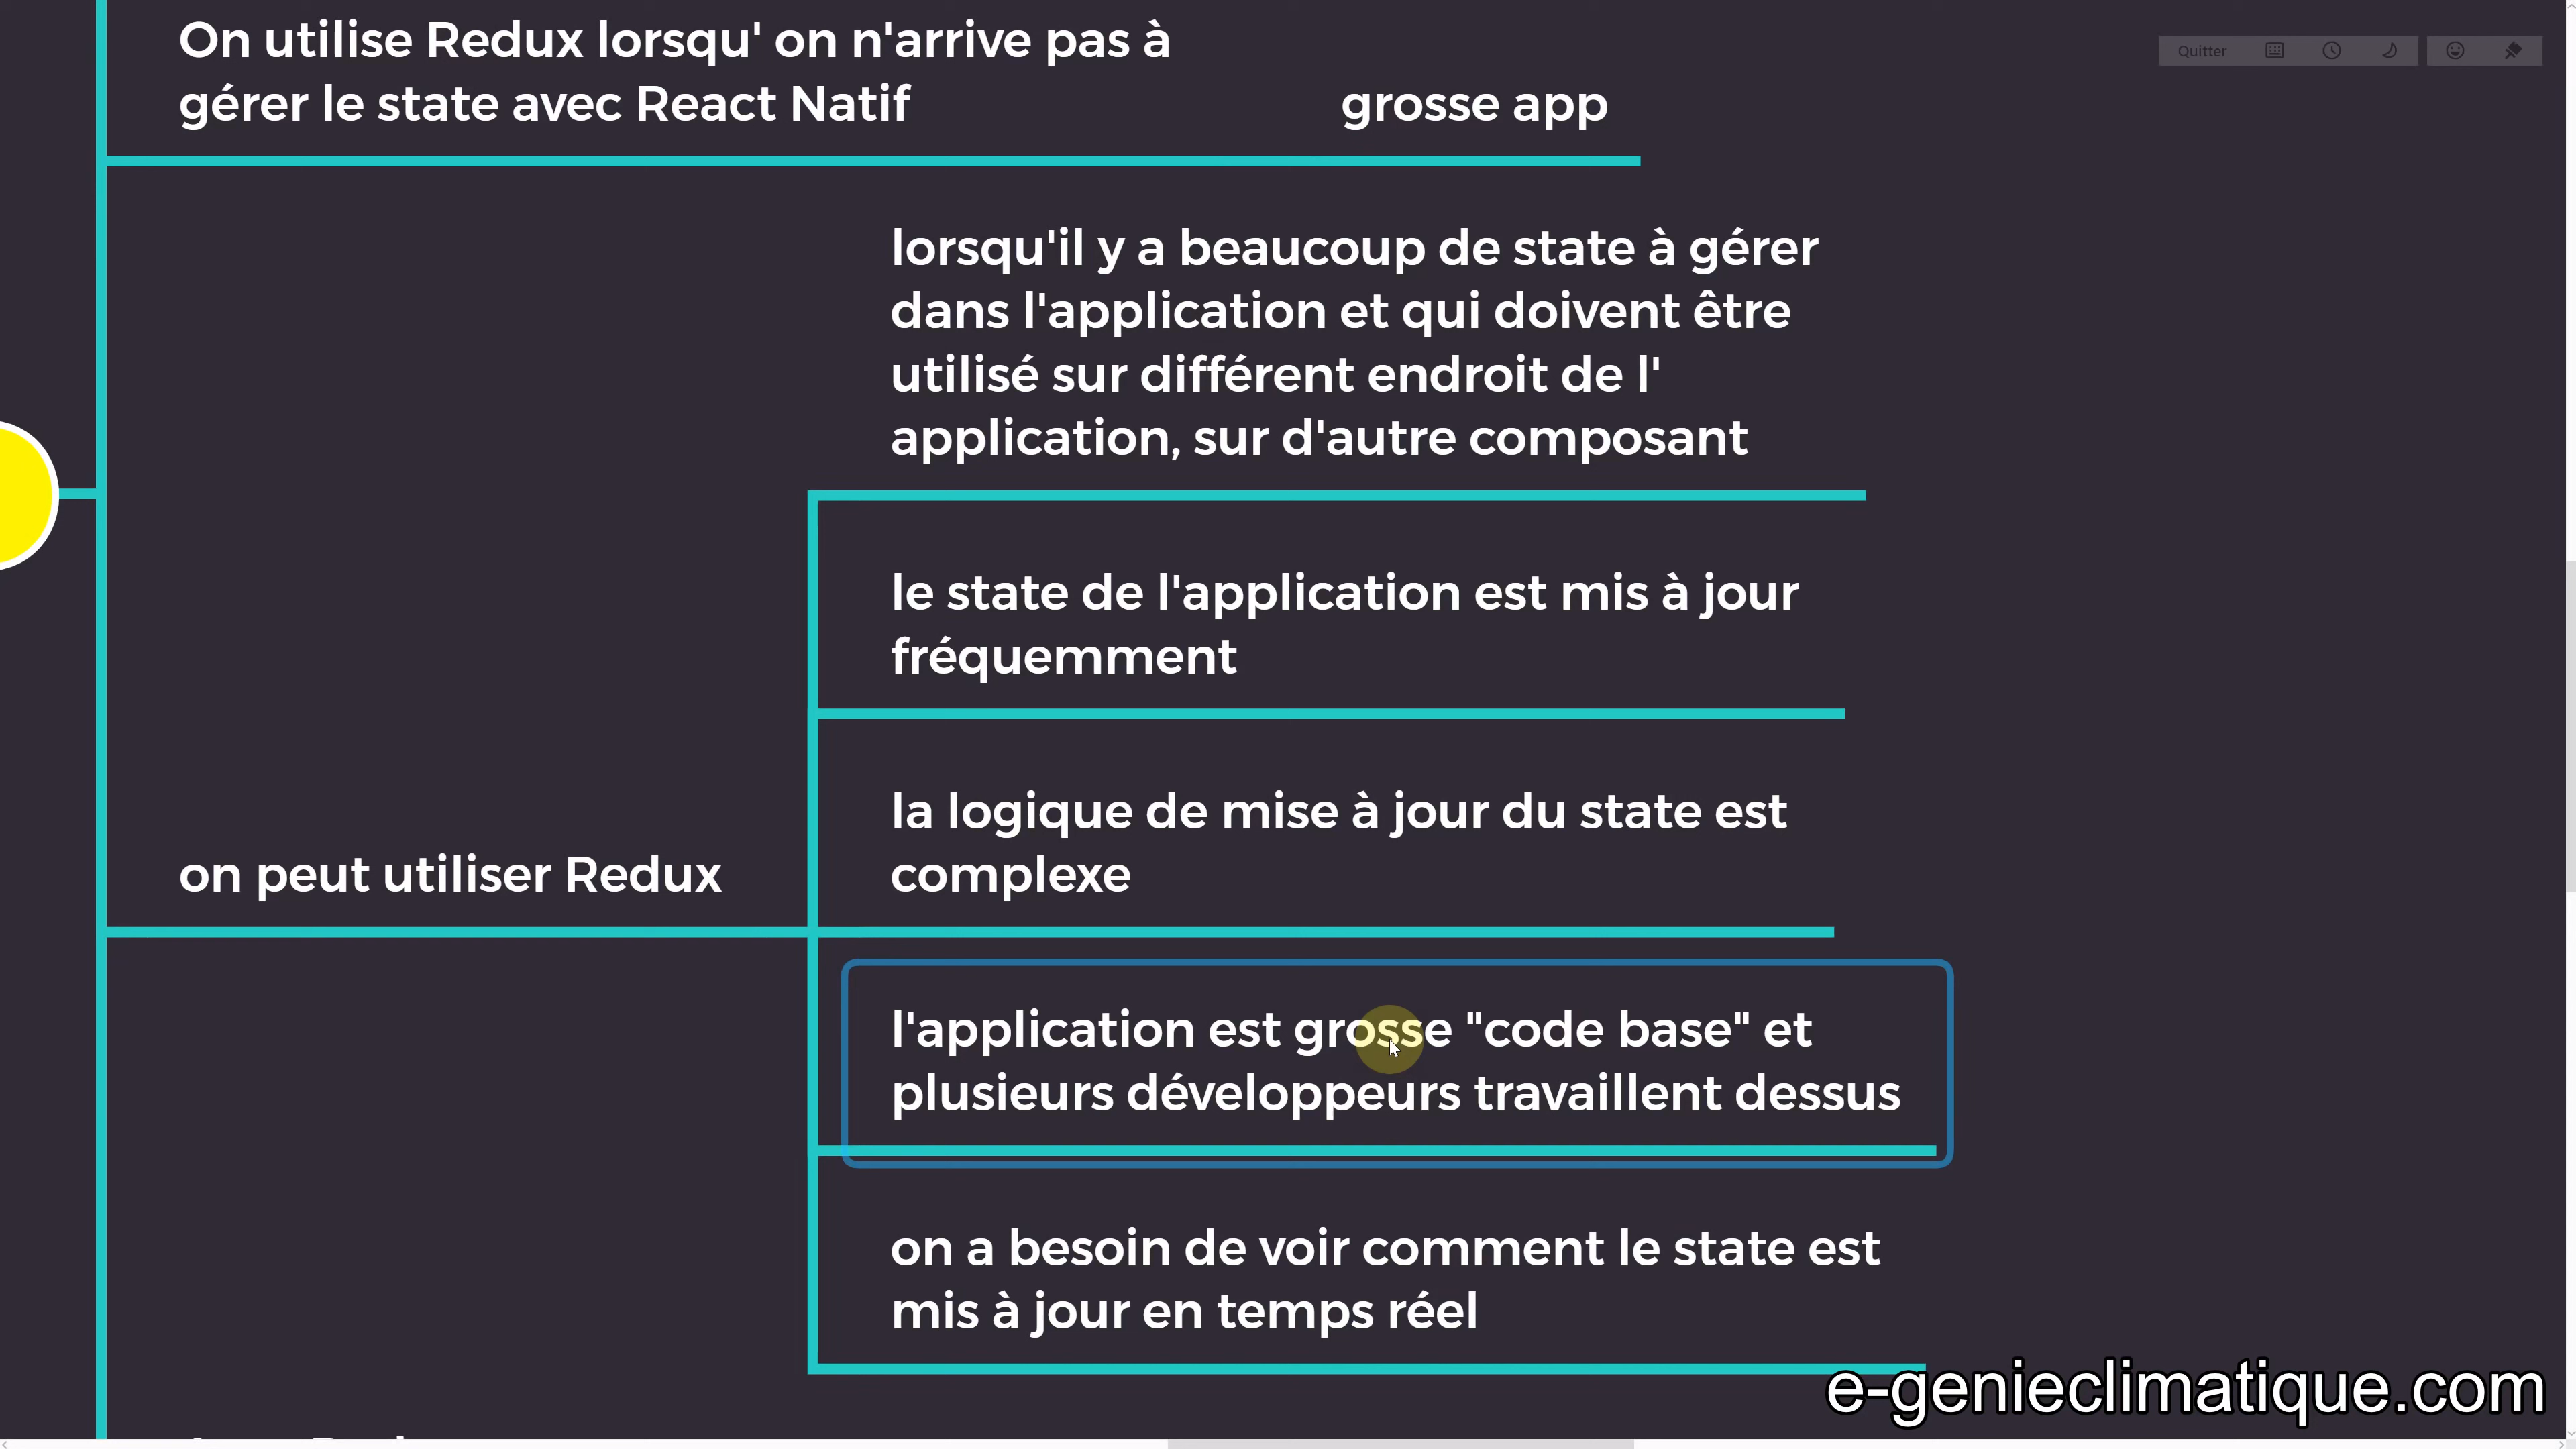 On utilise Redux lorsqu' on n'arrive pas à
gérer le state avec React Natif
grosse app
Quitter
lorsqu'il y a beaucoup de state à gérer
dans l'application et qui doivent être
utilisé sur différent endroit de l'
application, sur d'autre composant
le state de l'application est mis à jour
fréquemment
la logique de mise à jour du state est
complexe
on peut utiliser Redux
l'application est grosse "code base" et
plusieurs développeurs travaillent dessus
on a besoin de voir comment le state est
mis à jour en temps réel
e-genieclimatique.com